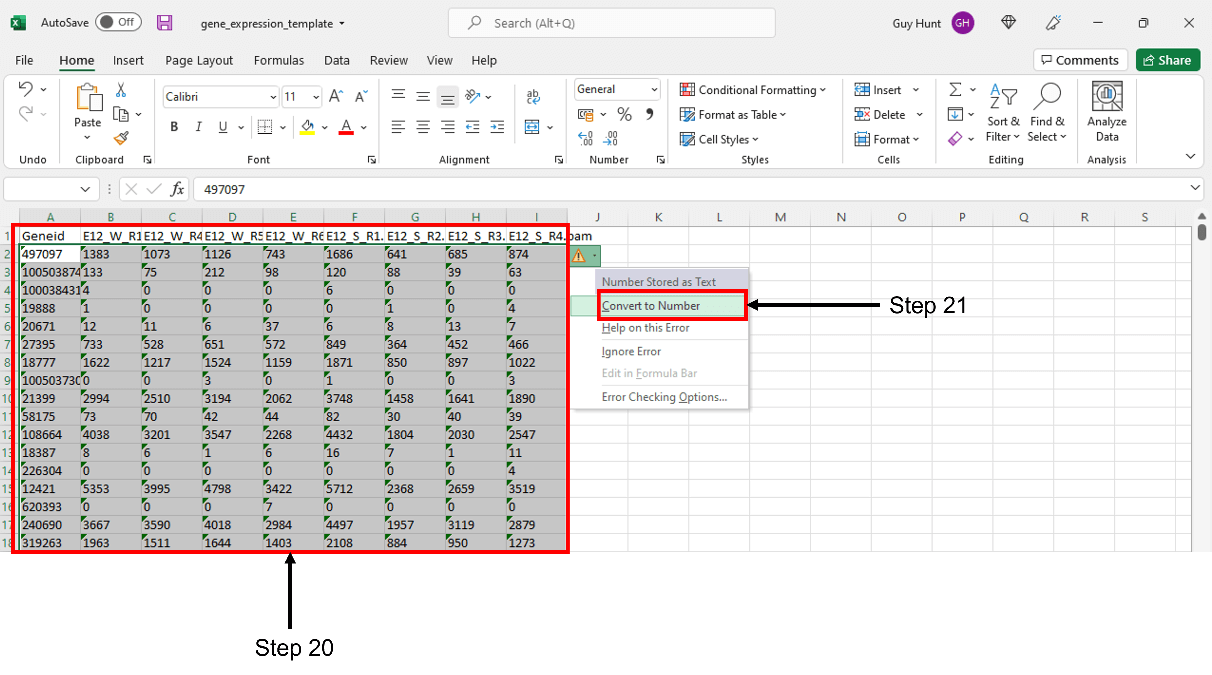 AutoSave Off gene_expression_template Search (Alt+Q) Guy Hunt GH
File Home Insert Page Layout Formulas Data Review View Help Comments Share
Calibri 11 General Conditional Formatting Insert
Paste Format as Table Delete Sort & Filter Find & Select Analyze Data
B I U Cell Styles Format
Undo Clipboard Font Alignment Number Styles Cells Editing Analysis
fx 497097
A B C D E F G H I J K L M N O P Q R S
1 Geneid E12_W_R1 E12_W_R4 E12_W_R5 E12_W_R6 E12_S_R1. E12_S_R2. E12_S_R3. E12_S_R4.bam
2 497097 1383 1073 1126 743 1686 641 685 874
3 100503874 133 75 212 98 120 88 39 63
4 100038431 4 0 0 0 6 0 0 0
5 19888 1 0 0 0 0 1 0 4
6 20671 12 11 6 37 6 8 13 7
7 27395 733 528 651 572 849 364 452 466
8 18777 1622 1217 1524 1159 1871 850 897 1022
9 100503730 0 0 3 0 1 0 0 3
10 21399 2994 2510 3194 2062 3748 1458 1641 1890
11 58175 73 70 42 44 82 30 40 39
12 108664 4038 3201 3547 2268 4432 1804 2030 2547
13 18387 8 6 1 6 16 7 1 11
14 226304 0 0 0 0 0 0 0 4
15 12421 5353 3995 4798 3422 5712 2368 2659 3519
16 620393 0 0 0 7 0 0 0 0
17 240690 3667 3590 4018 2984 4497 1957 3119 2879
18 319263 1963 1511 1644 1403 2108 884 950 1273
Number Stored as Text
Convert to Number
Help on this Error
Ignore Error
Edit in Formula Bar
Error Checking Options...
Step 21
Step 20